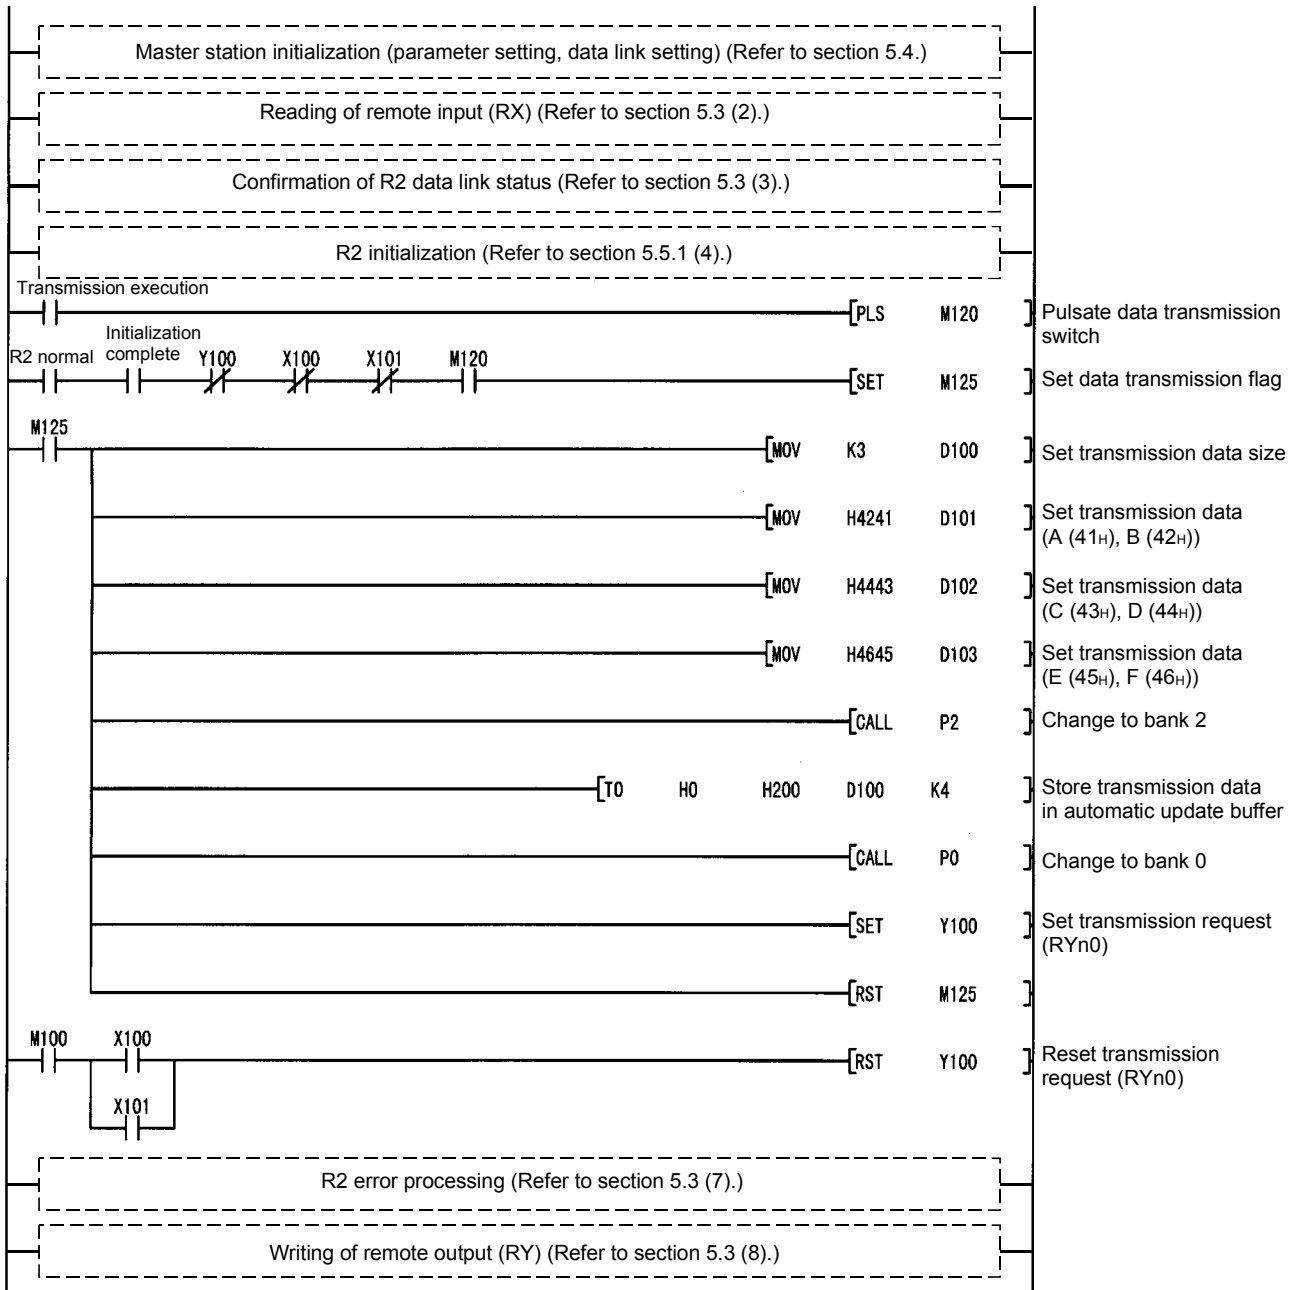 Master station initialization (parameter setting, data link setting) (Refer to section 5.4.)
Reading of remote input (RX) (Refer to section 5.3 (2).)
Confirmation of R2 data link status (Refer to section 5.3 (3).)
R2 initialization (Refer to section 5.5.1 (4).)
Transmission execution
[PLS M120 ]
Pulsate data transmission
switch
R2 normal
Initialization
complete
Y100 X100 X101 M120
[SET M125 ]
Set data transmission flag
M125
[MOV K3 D100 ]
Set transmission data size
[MOV H4241 D101 ]
Set transmission data
(A (41H), B (42H))
[MOV H4443 D102 ]
Set transmission data
(C (43H), D (44H))
[MOV H4645 D103 ]
Set transmission data
(E (45H), F (46H))
[CALL P2 ]
Change to bank 2
[TO H0 H200 D100 K4 ]
Store transmission data
in automatic update buffer
[CALL P0 ]
Change to bank 0
[SET Y100 ]
Set transmission request
(RYn0)
[RST M125 ]
M100 X100
[RST Y100 ]
Reset transmission
request (RYn0)
X101
R2 error processing (Refer to section 5.3 (7).)
Writing of remote output (RY) (Refer to section 5.3 (8).)